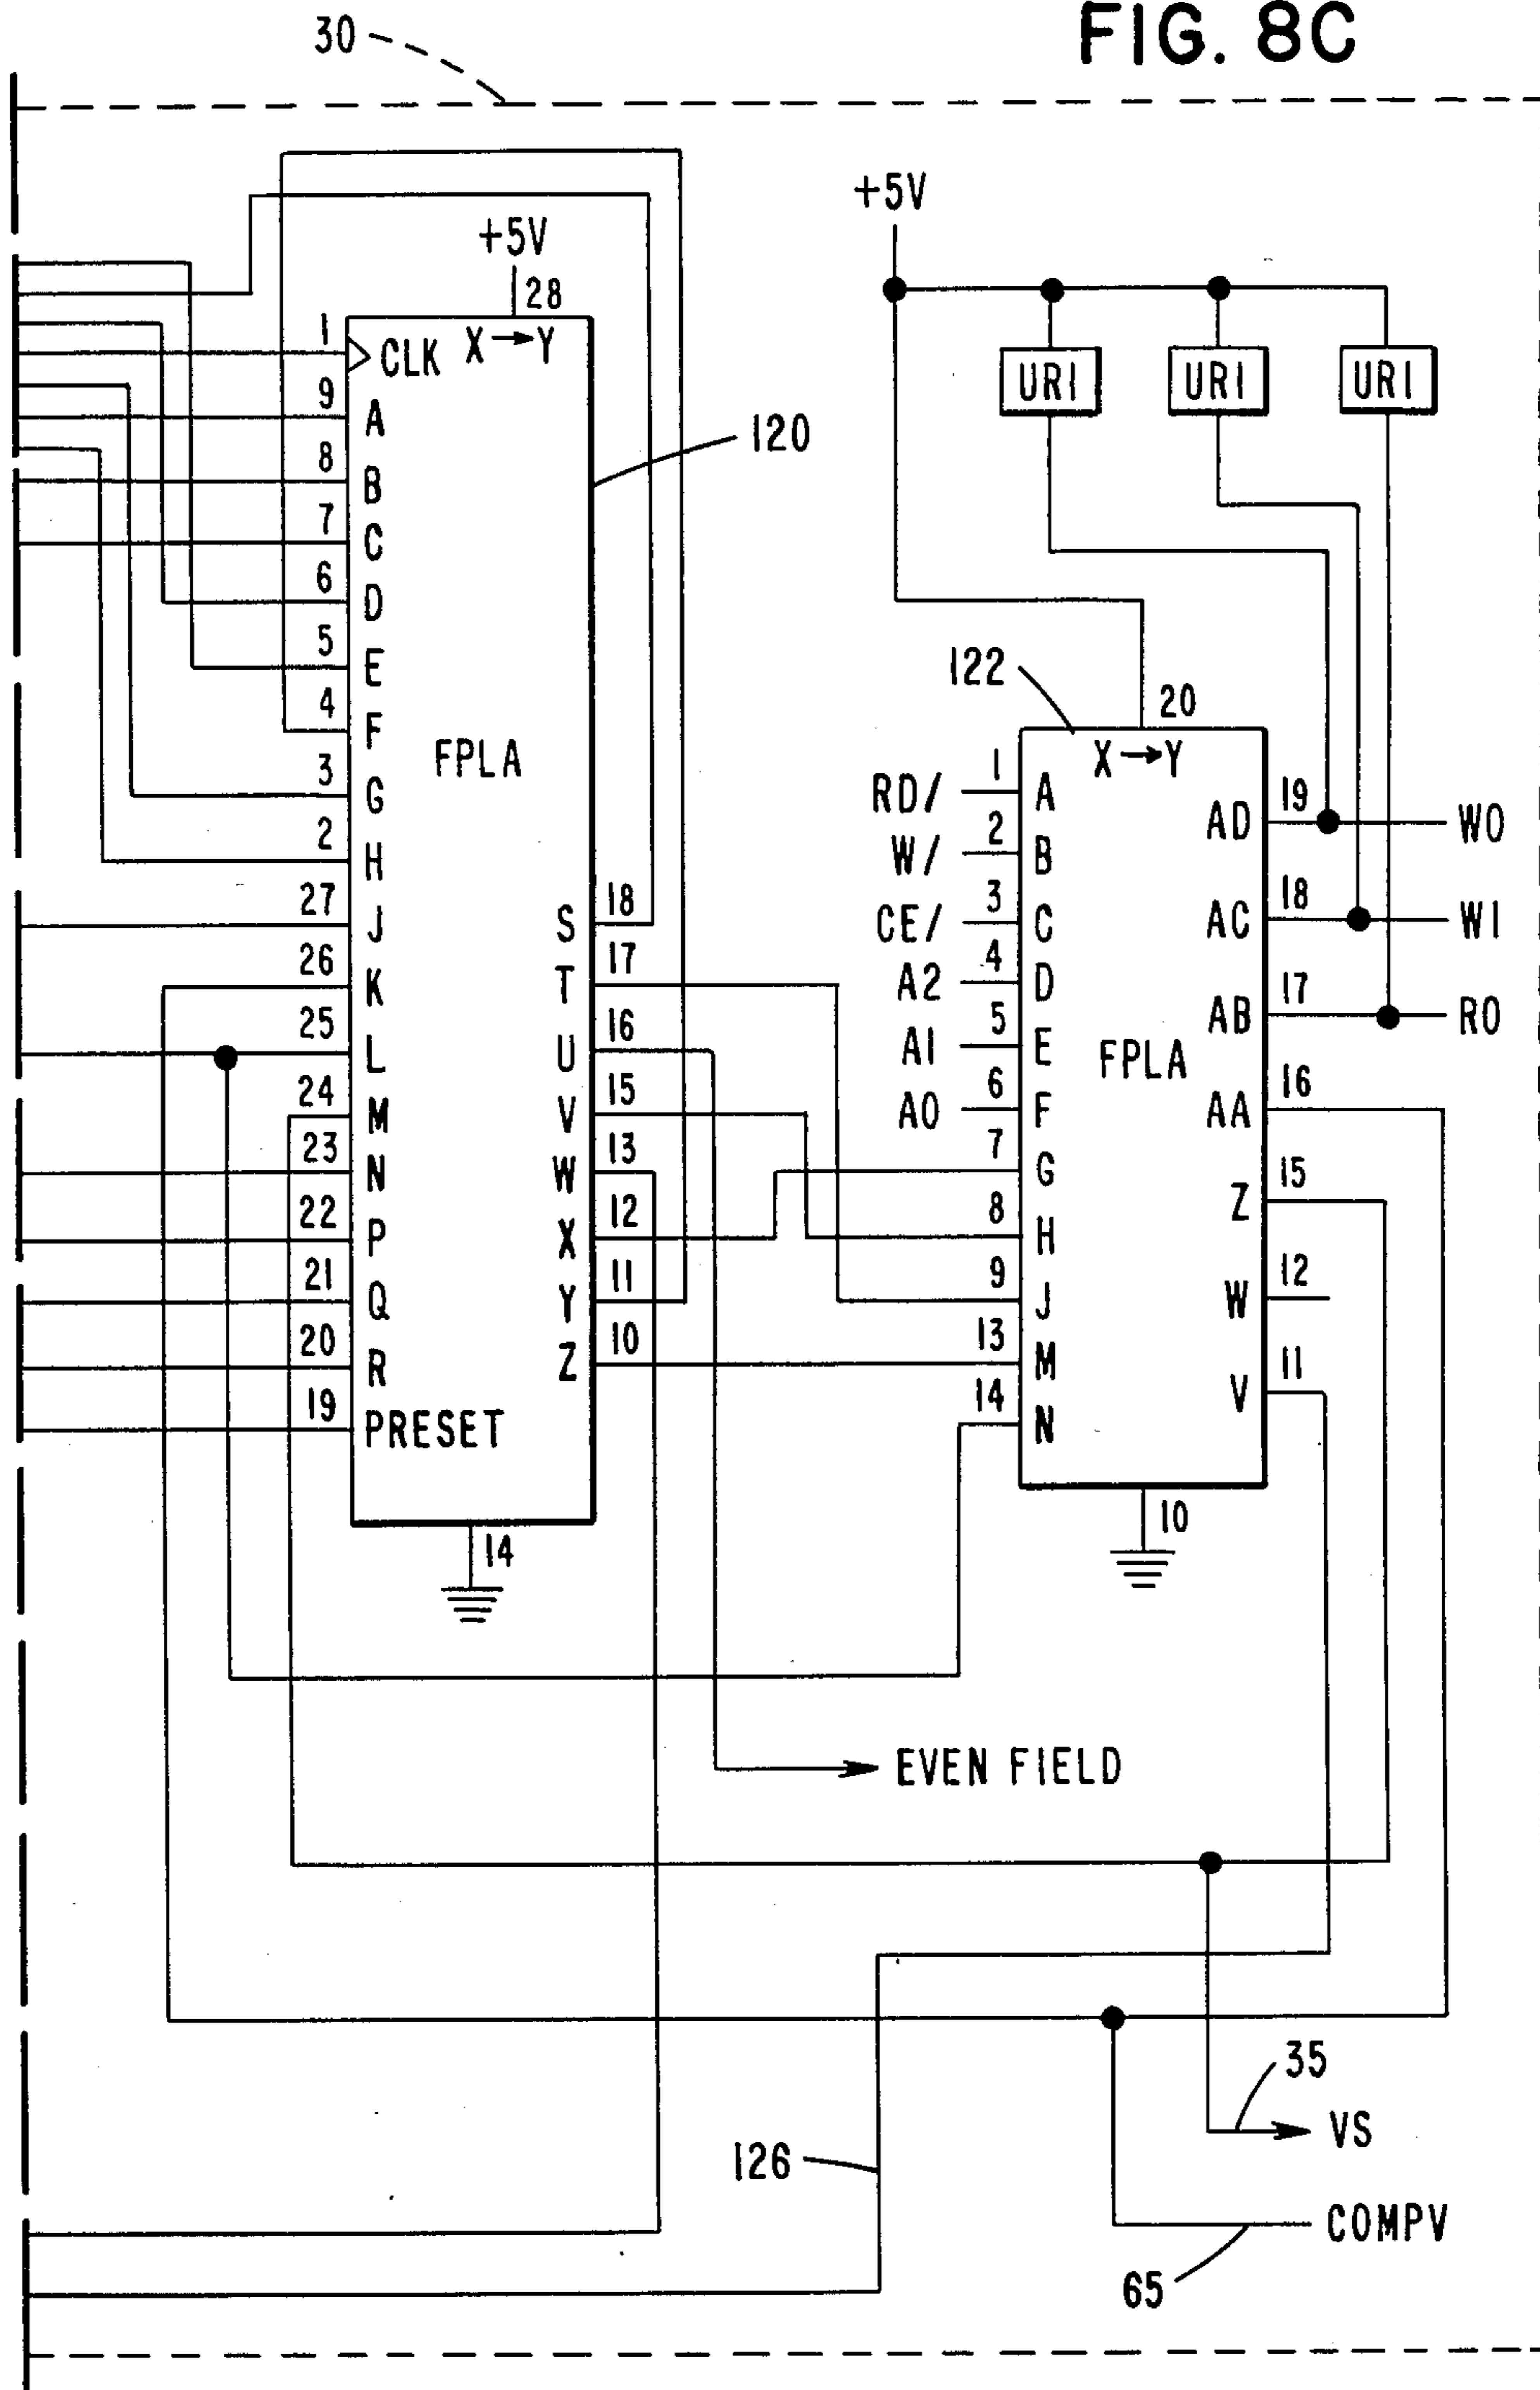 FIG. 8C
30
+5V
+5V
28
X→Y
1
CLK
9
A
8
B
7
C
6
D
5
E
4
F
3
G
2
H
27
J
26
K
25
L
24
M
23
N
22
P
21
Q
20
R
19
PRESET
FPLA
120
18
S
17
T
16
U
15
V
13
W
12
X
11
Y
10
Z
14
UR1
UR1
UR1
122
20
X→Y
RD/
1
A
W/
2
B
CE/
3
C
A2
4
D
A1
5
E
A0
6
F
7
G
8
H
9
J
13
M
14
N
FPLA
AD
19
W0
AC
18
W1
AB
17
R0
AA
16
Z
15
W
12
V
11
10
EVEN FIELD
35
VS
126
COMPV
65